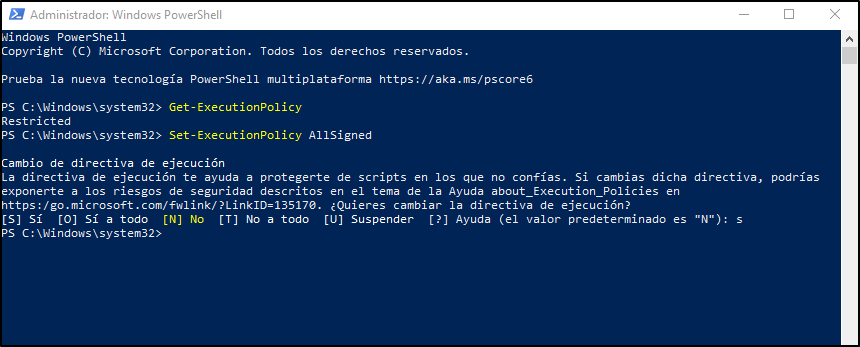 Administrador: Windows PowerShell
Windows PowerShell
Copyright (C) Microsoft Corporation. Todos los derechos reservados.
Prueba la nueva tecnología PowerShell multiplataforma https://aka.ms/pscore6
PS C:\Windows\system32> Get-ExecutionPolicy
Restricted
PS C:\Windows\system32> Set-ExecutionPolicy AllSigned
Cambio de directiva de ejecución
La directiva de ejecución te ayuda a protegerte de scripts en los que no confías. Si cambias dicha directiva, podrías
exponerte a los riesgos de seguridad descritos en el tema de la Ayuda about_Execution_Policies en
https:/go.microsoft.com/fwlink/?LinkID=135170. ¿Quieres cambiar la directiva de ejecución?
[S] Sí  [O] Sí a todo  [N] No  [T] No a todo  [U] Suspender  [?] Ayuda (el valor predeterminado es "N"): s
PS C:\Windows\system32>